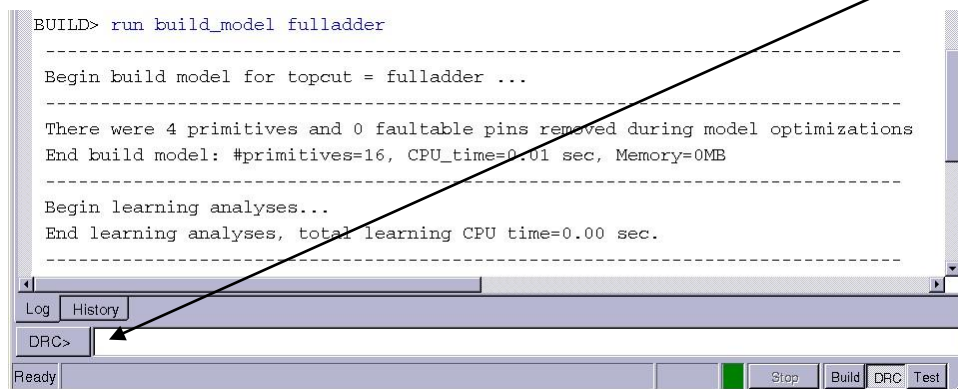 BUILD> run build_model fulladder
--------------------------------------------------------------------------------
Begin build model for topcut = fulladder ...
--------------------------------------------------------------------------------
There were 4 primitives and 0 faultable pins removed during model optimizations
End build model: #primitives=16, CPU_time=0.01 sec, Memory=0MB
--------------------------------------------------------------------------------
Begin learning analyses...
End learning analyses, total learning CPU time=0.00 sec.
--------------------------------------------------------------------------------
Log History
DRC>
Ready Stop Build DRC Test